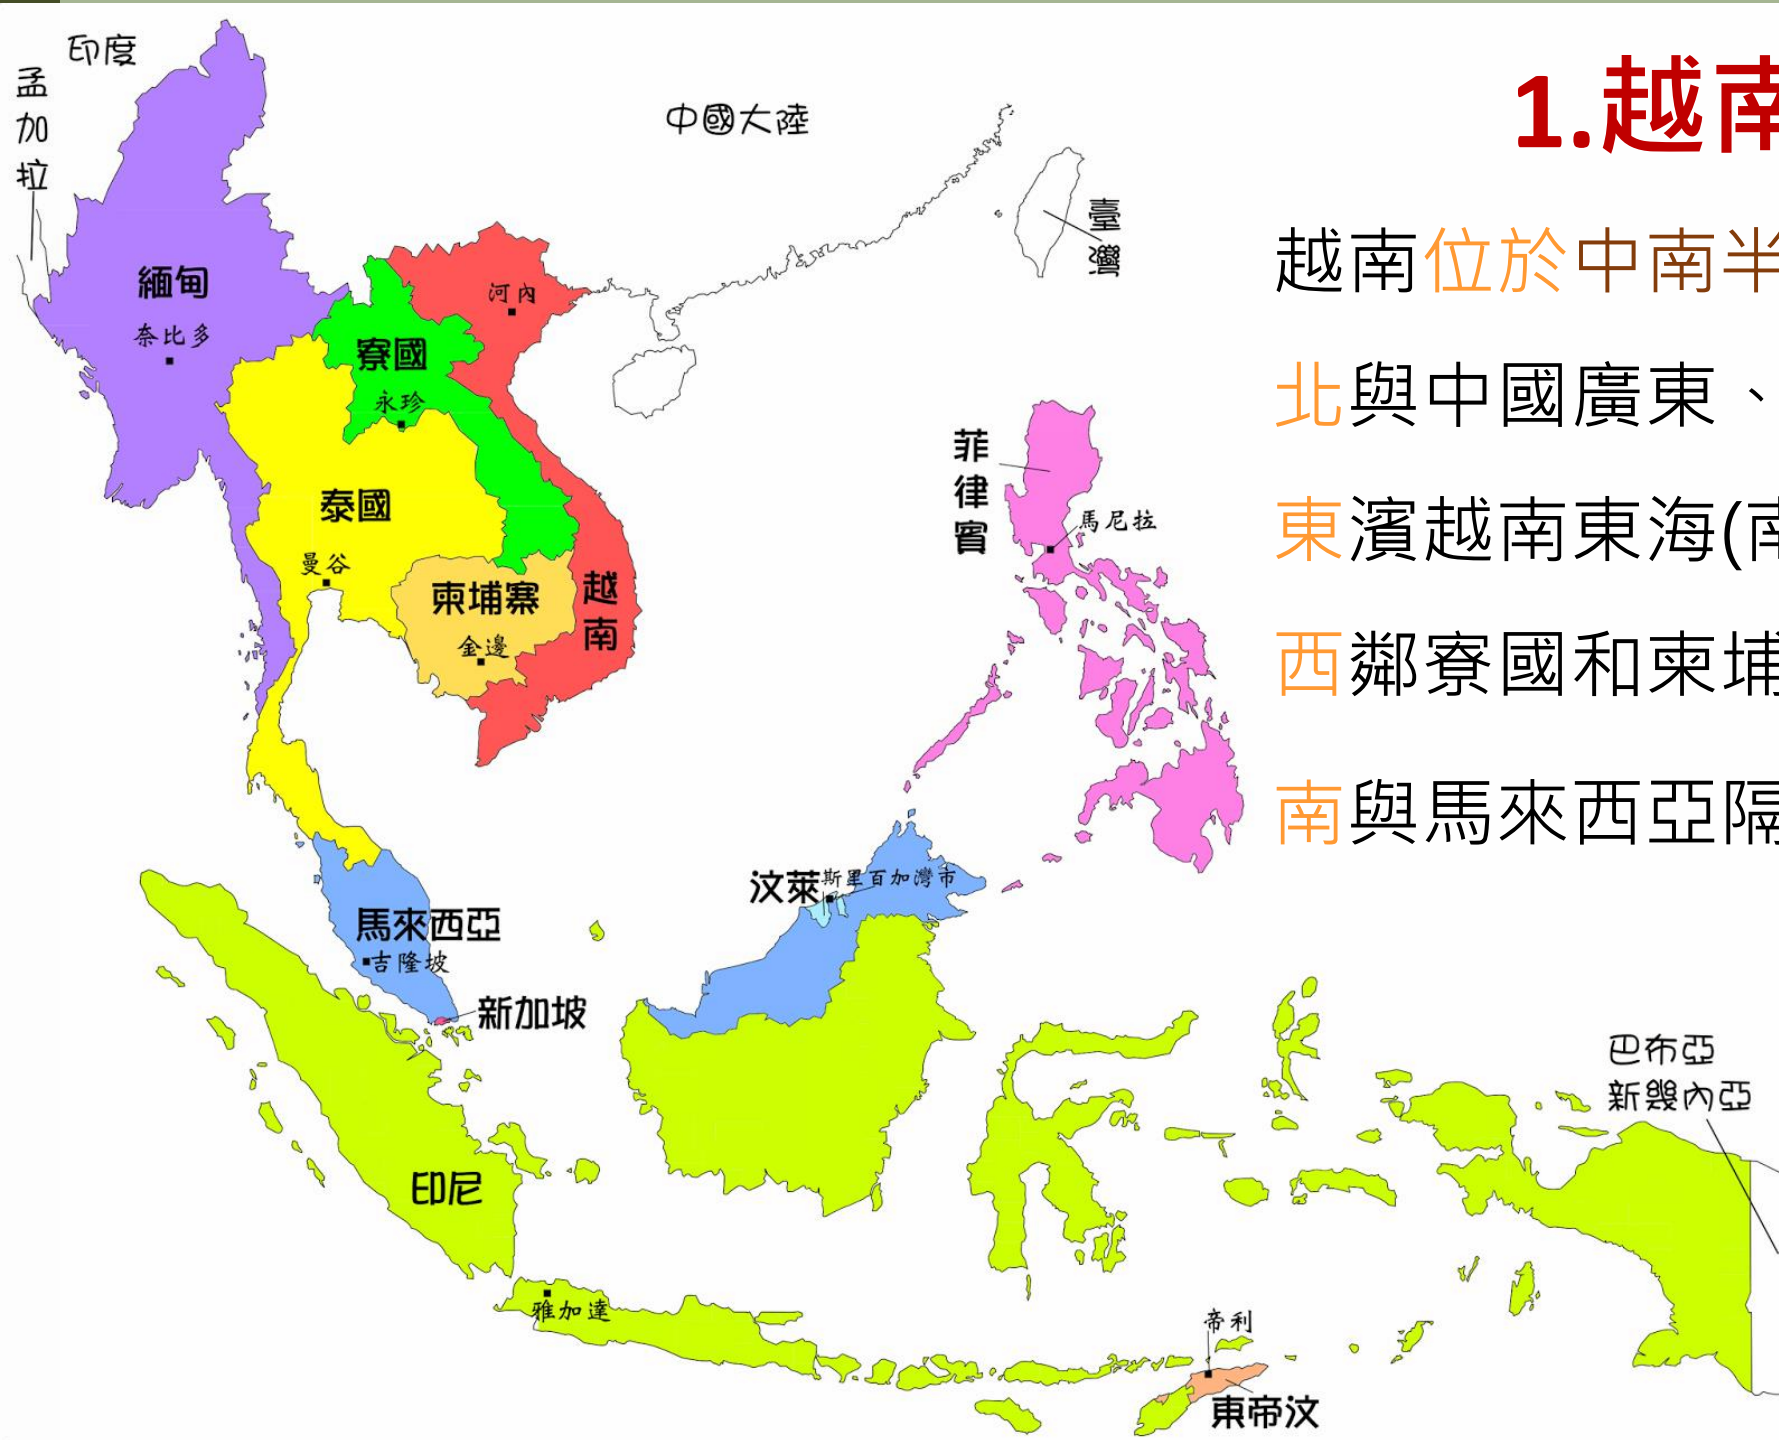 印度
孟加拉
中國大陸
臺灣
緬甸
奈比多
河內
寮國
永珍
泰國
曼谷
柬埔寨
金邊
越南
菲律賓
馬尼拉
汶萊
斯里百加灣市
馬來西亞
吉隆坡
新加坡
印尼
雅加達
帝利
東帝汶
巴布亞
新幾內亞
1.越南
越南位於中南半
北與中國廣東、
東濱越南東海(南
西鄰寮國和柬埔
南與馬來西亞隔